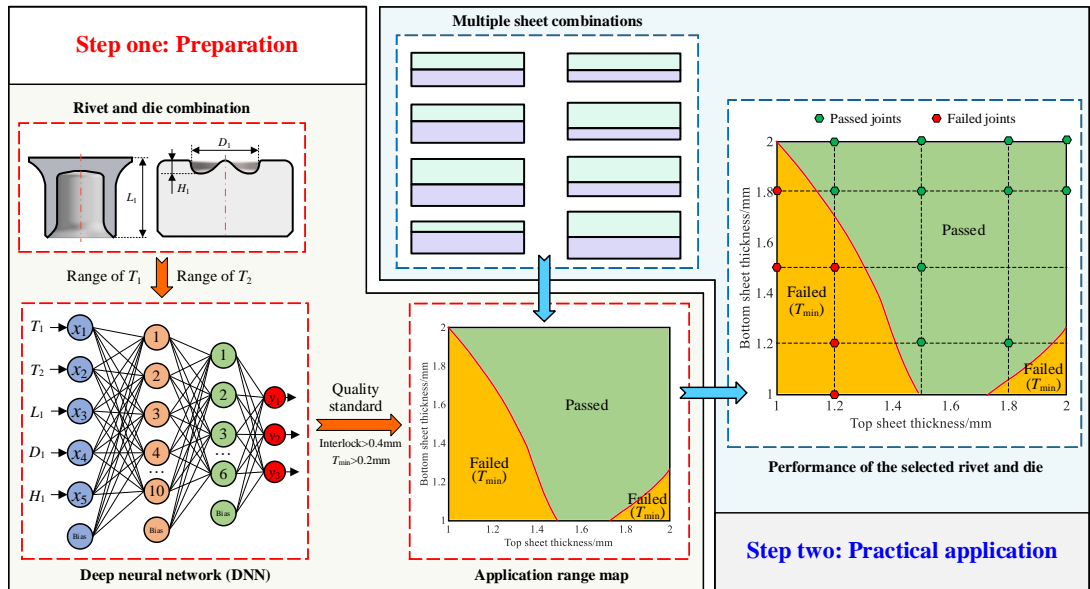 Step one: Preparation
Rivet and die combination
D1
H1
L1
Range of T1
Range of T2
T1
T2
L1
D1
H1
x1
x2
x3
x4
x5
Bias
1
2
3
4
...
10
Bias
1
2
3
...
6
Bias
y1
y2
y3
Deep neural network (DNN)
Quality
standard
Interlock>0.4mm
Tmin>0.2mm
Multiple sheet combinations
Bottom sheet thickness/mm
2
1.8
1.6
1.4
1.2
1
Passed
Failed
(Tmin)
Failed
(Tmin)
1
1.2
1.4
1.6
1.8
2
Top sheet thickness/mm
Application range map
Passed joints
Failed joints
Bottom sheet thickness/mm
2
1.8
1.6
1.4
1.2
1
Passed
Failed
(Tmin)
Failed
(Tmin)
1
1.2
1.4
1.6
1.8
2
Top sheet thickness/mm
Performance of the selected rivet and die
Step two: Practical application